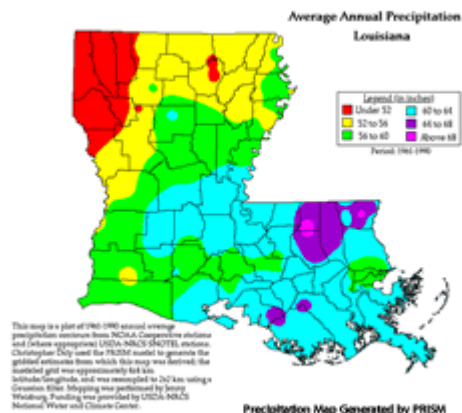 Average Annual Precipitation
Louisiana
Legend (in inches)
Under 52
52 to 56
56 to 60
60 to 64
64 to 68
Above 68
Period: 1961-1990
This map is a plot of 1961-1990 annual average
precipitation contours from NOAA Cooperative stations
and (where appropriate) USDA-NRCS SNOTEL stations.
Christopher Daly used the PRISM model to generate the
gridded estimates from which this map was derived; the
modeled grid was approximately 4x4 km
latitude/longitude, and was resampled to 2x2 km using a
Gaussian filter. Mapping was performed by Jenny
Weisburg. Funding was provided by USDA-NRCS
National Water and Climate Center.
Precipitation Map Generated by PRISM